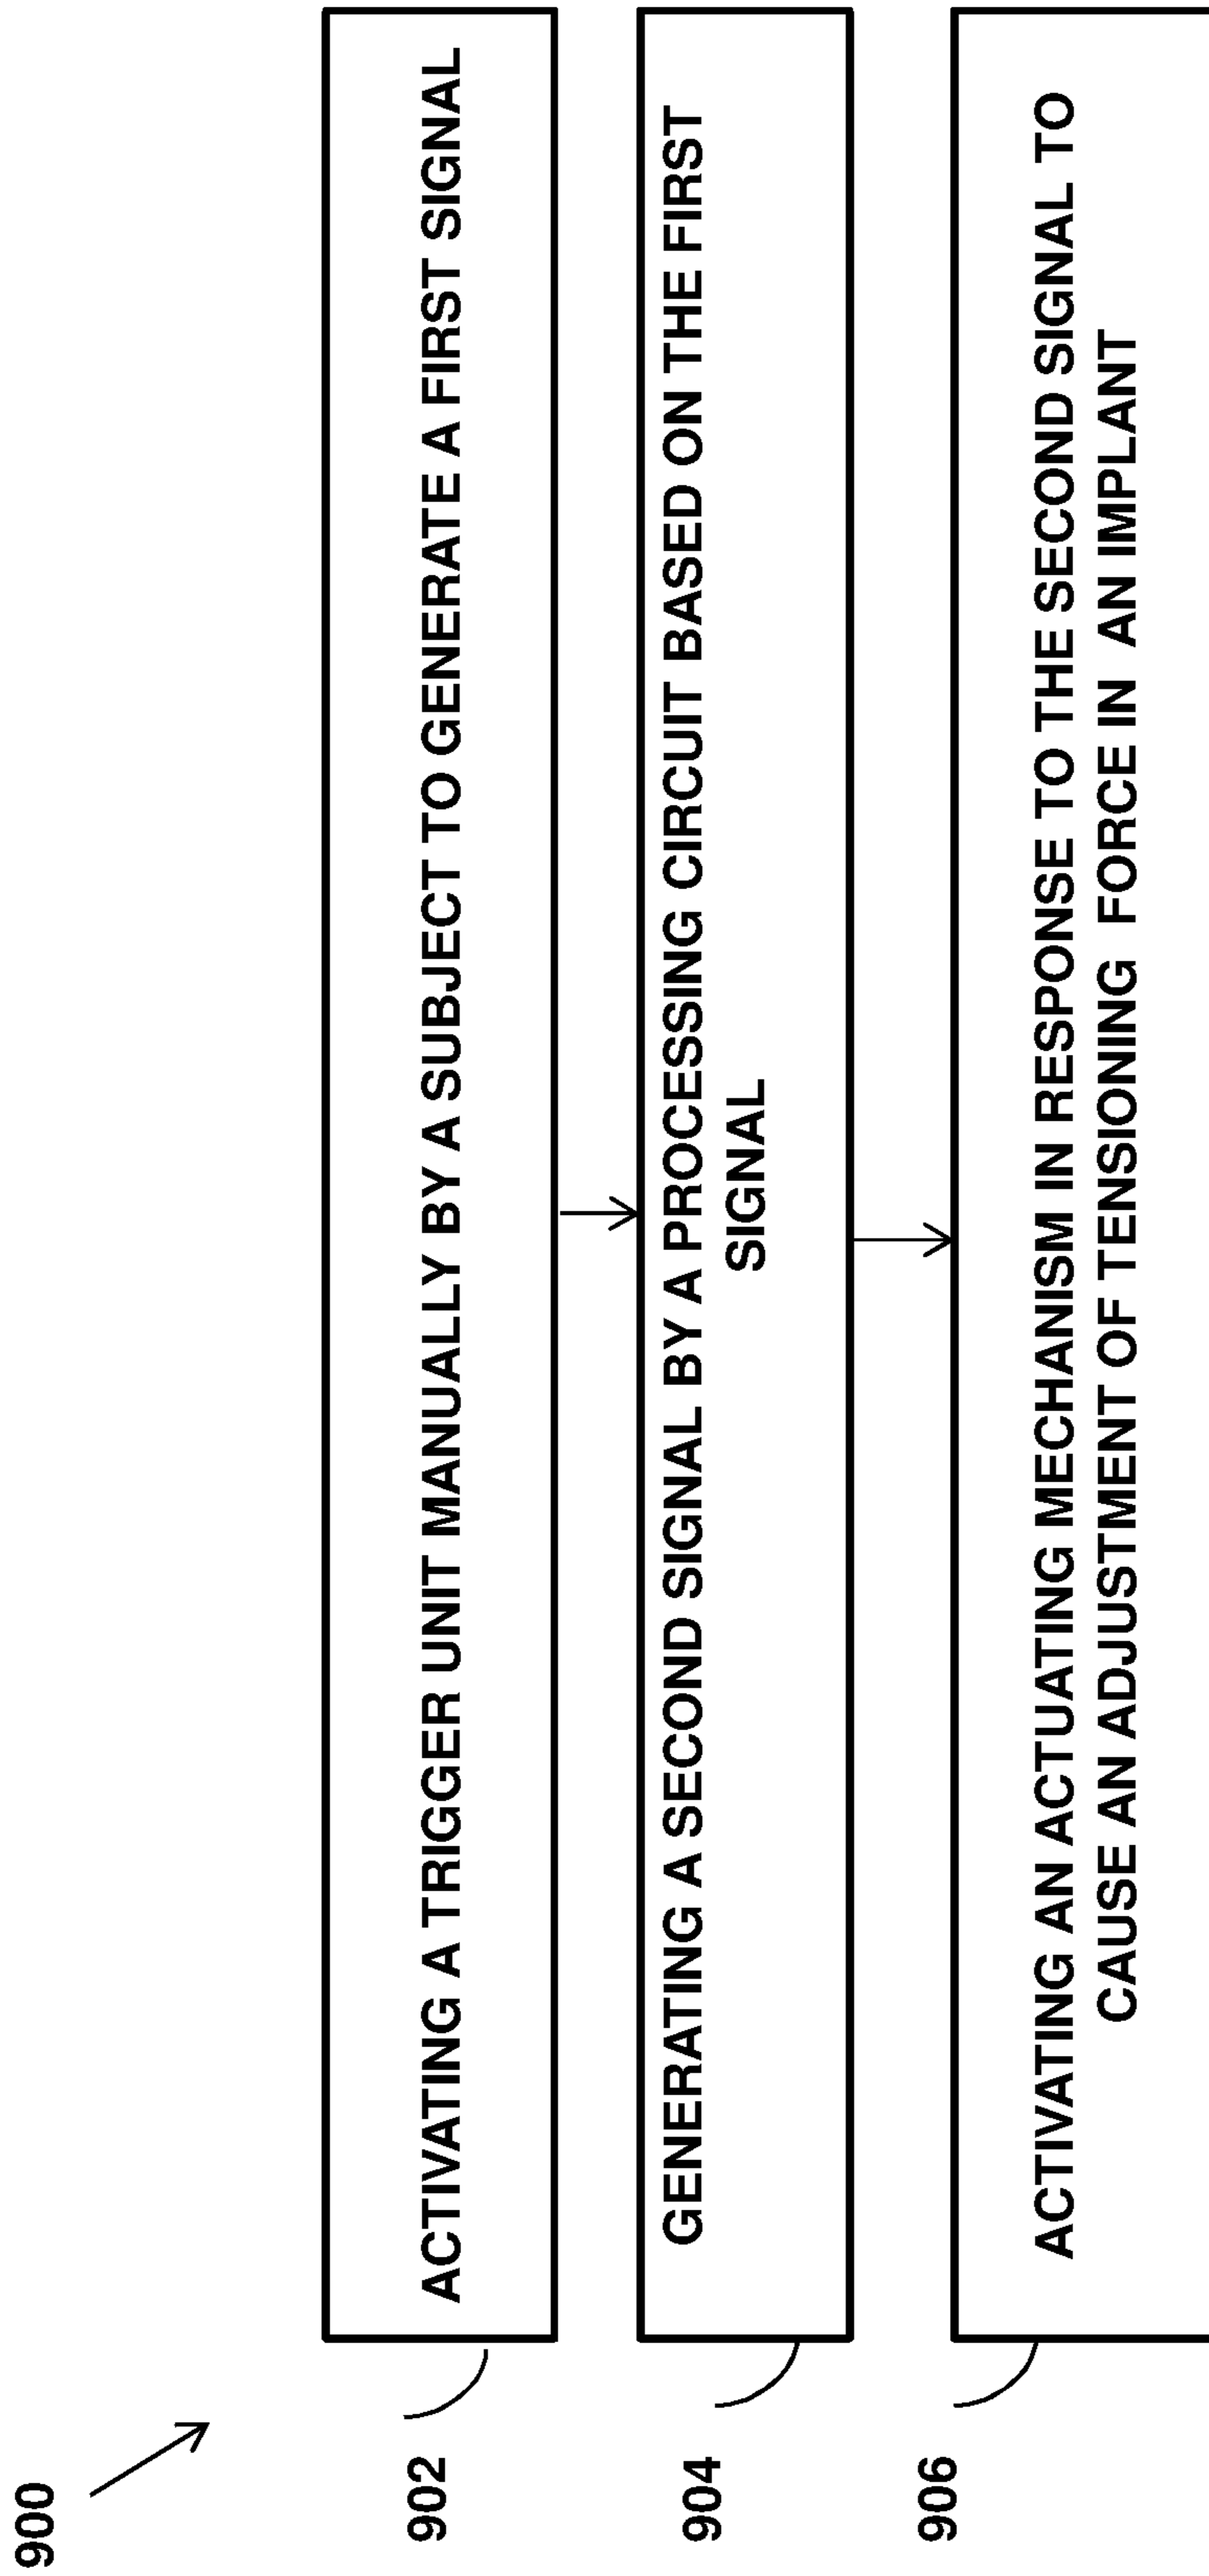 900
902
ACTIVATING A TRIGGER UNIT MANUALLY BY A SUBJECT TO GENERATE A FIRST SIGNAL
904
GENERATING A SECOND SIGNAL BY A PROCESSING CIRCUIT BASED ON THE FIRST
SIGNAL
906
ACTIVATING AN ACTUATING MECHANISM IN RESPONSE TO THE SECOND SIGNAL TO
CAUSE AN ADJUSTMENT OF TENSIONING FORCE IN AN IMPLANT